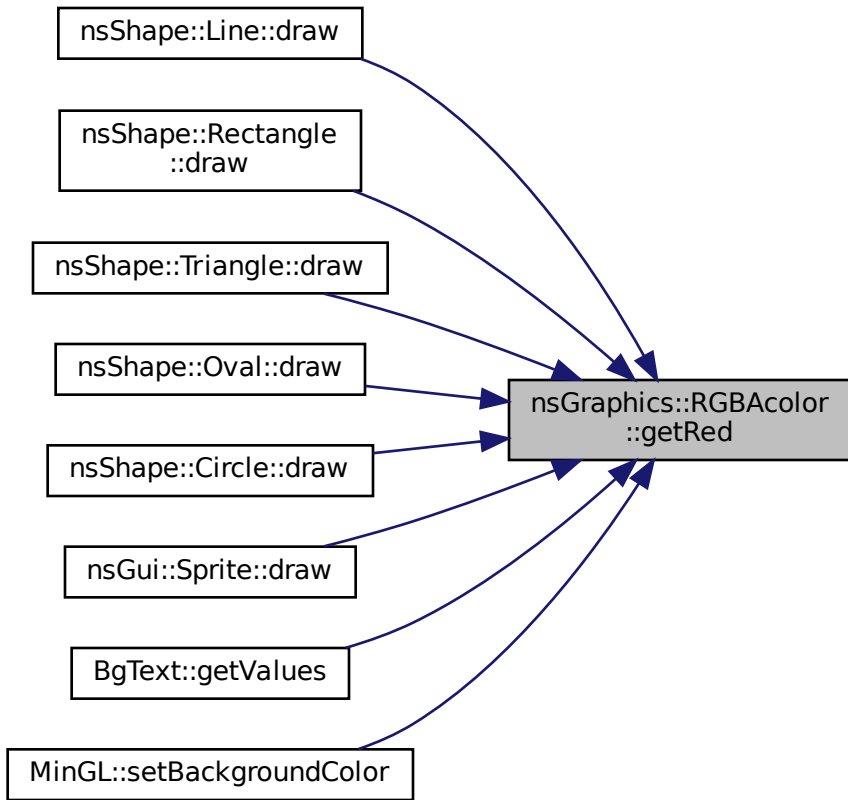 nsShape::Line::draw
nsShape::Rectangle
::draw
nsShape::Triangle::draw
nsShape::Oval::draw
nsGraphics::RGBAcolor
::getRed
nsShape::Circle::draw
nsGui::Sprite::draw
BgText::getValues
MinGL::setBackgroundColor